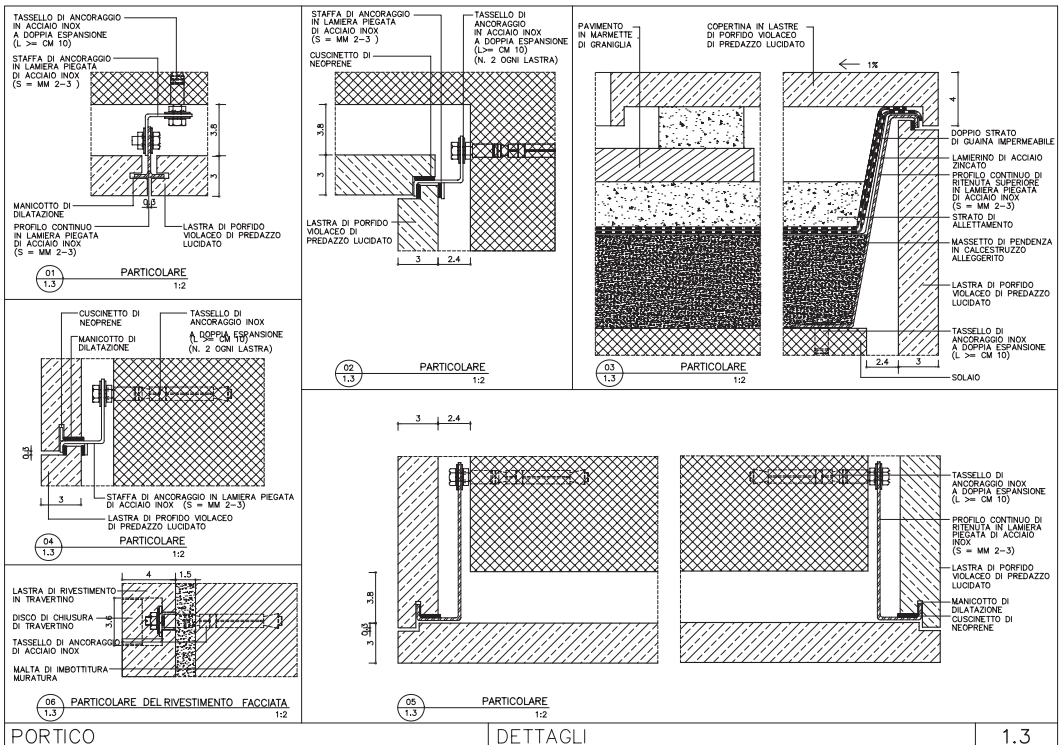 TASSELLO DI ANCORAGGIO
IN ACCIAIO INOX
A DOPPIA ESPANSIONE
(L >= CM 10)
STAFFA DI ANCORAGGIO
IN LAMIERA PIEGATA
DI ACCIAIO INOX
(S = MM 2-3 )
3.8
3
0.3
MANICOTTO DI
DILATAZIONE
PROFILO CONTINUO
IN LAMIERA PIEGATA
DI ACCIAIO INOX
(S = MM 2-3)
LASTRA DI PORFIDO
VIOLACEO DI PREDAZZO
LUCIDATO
01
1.3
PARTICOLARE
1:2
STAFFA DI ANCORAGGIO
IN LAMIERA PIEGATA
DI ACCIAIO INOX
(S = MM 2-3 )
CUSCINETTO DI
NEOPRENE
TASSELLO DI
ANCORAGGIO
IN ACCIAIO INOX
A DOPPIA ESPANSIONE
(L>= CM 10)
(N. 2 OGNI LASTRA)
3.8
3
LASTRA DI PORFIDO
VIOLACEO DI
PREDAZZO LUCIDATO
3
2.4
02
1.3
PARTICOLARE
1:2
PAVIMENTO
IN MARMETTE
DI GRANIGLIA
COPERTINA IN LASTRE
DI PORFIDO VIOLACEO
DI PREDAZZO LUCIDATO
1%
4
DOPPIO STRATO
DI GUAINA IMPERMEABILE
LAMIERINO DI ACCIAIO
ZINCATO
PROFILO CONTINUO DI
RITENUTA SUPERIORE
IN LAMIERA PIEGATA
DI ACCIAIO INOX
(S = MM 2-3)
STRATO DI
ALLETTAMENTO
MASSETTO DI PENDENZA
IN CALCESTRUZZO
ALLEGGERITO
LASTRA DI PORFIDO
VIOLACEO DI PREDAZZO
LUCIDATO
TASSELLO DI
ANCORAGGIO INOX
A DOPPIA ESPANSIONE
(L >= CM 10)
2.4
3
SOLAIO
03
1.3
PARTICOLARE
1:2
CUSCINETTO DI
NEOPRENE
MANICOTTO DI
DILATAZIONE
TASSELLO DI
ANCORAGGIO INOX
A DOPPIA ESPANSIONE
(L >= CM 10)
(N. 2 OGNI LASTRA)
0.3
3
STAFFA DI ANCORAGGIO IN LAMIERA PIEGATA
DI ACCIAIO INOX (S = MM 2-3)
LASTRA DI PROFIDO VIOLACEO
DI PREDAZZO LUCIDATO
04
1.3
PARTICOLARE
1:2
4
1.5
LASTRA DI RIVESTIMENTO
IN TRAVERTINO
DISCO DI CHIUSURA
DI TRAVERTINO
3.6
TASSELLO DI ANCORAGGIO
DI ACCIAIO INOX
MALTA DI IMBOTTITURA
MURATURA
06
1.3
PARTICOLARE DEL RIVESTIMENTO FACCIATA
1:2
3
2.4
3.8
0.3
3
TASSELLO DI
ANCORAGGIO INOX
A DOPPIA ESPANSIONE
(L >= CM 10)
PROFILO CONTINUO DI
RITENUTA IN LAMIERA
PIEGATA DI ACCIAIO
INOX
(S = MM 2-3)
LASTRA DI PORFIDO
VIOLACEO DI PREDAZZO
LUCIDATO
MANICOTTO DI
DILATAZIONE
CUSCINETTO DI
NEOPRENE
05
1.3
PARTICOLARE
1:2
PORTICO
DETTAGLI
1.3